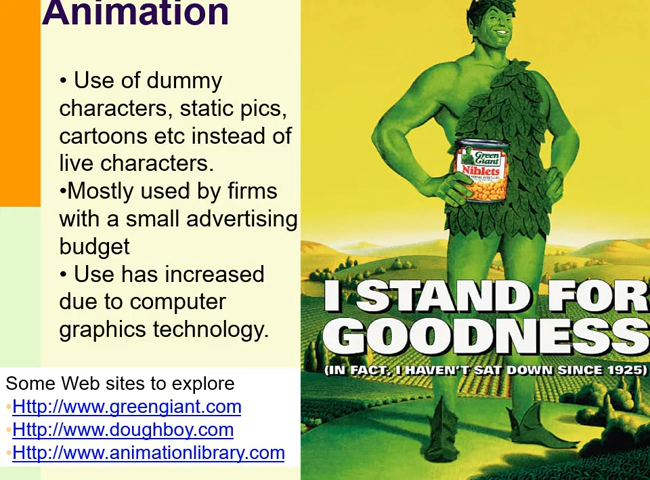 Animation
• Use of dummy
characters, static pics,
cartoons etc instead of
live characters.
•Mostly used by firms
with a small advertising
budget
• Use has increased
due to computer
graphics technology.
Some Web sites to explore
•Http://www.greengiant.com
•Http://www.doughboy.com
•Http://www.animationlibrary.com
Green
Giant
Niblets
I STAND FOR
GOODNESS
(IN FACT, I HAVEN'T SAT DOWN SINCE 1925)